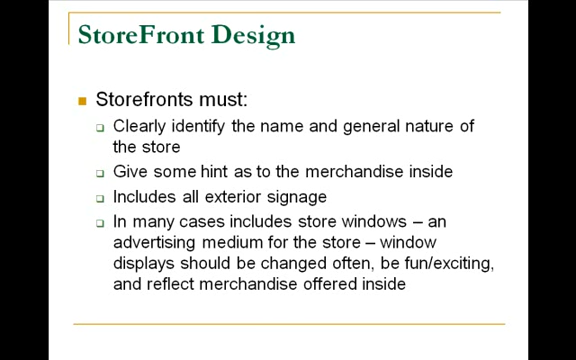 StoreFront Design
Storefronts must:
Clearly identify the name and general nature of
the store
Give some hint as to the merchandise inside
Includes all exterior signage
In many cases includes store windows – an
advertising medium for the store – window
displays should be changed often, be fun/exciting,
and reflect merchandise offered inside